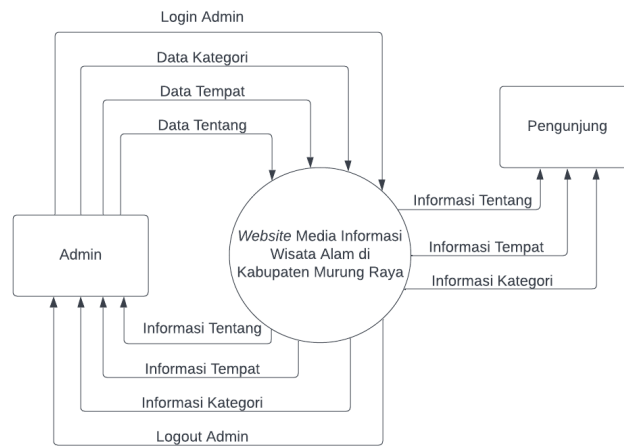 Login Admin
Data Kategori
Data Tempat
Data Tentang
Pengunjung
Informasi Tentang
Admin
Website Media Informasi
Wisata Alam di
Kabupaten Murung Raya
Informasi Tempat
Informasi Kategori
Informasi Tentang
Informasi Tempat
Informasi Kategori
Logout Admin